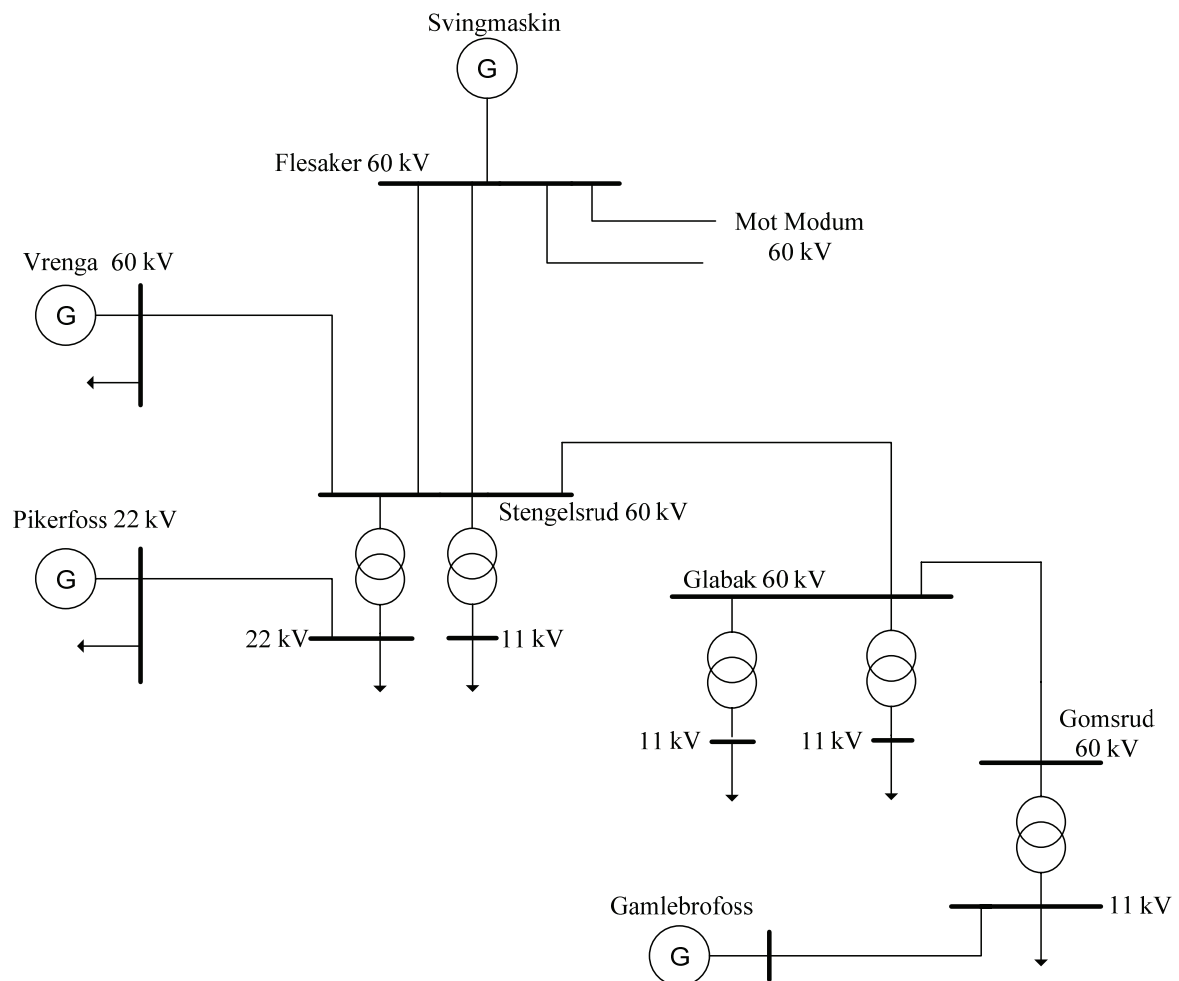 Svingmaskin
G
Flesaker 60 kV
Mot Modum
60 kV
Vrenga 60 kV
G
Stengelsrud 60 kV
Pikerfoss 22 kV
G
22 kV
11 kV
Glabak 60 kV
11 kV
11 kV
Gomsrud
60 kV
Gamlebrofoss
11 kV
G